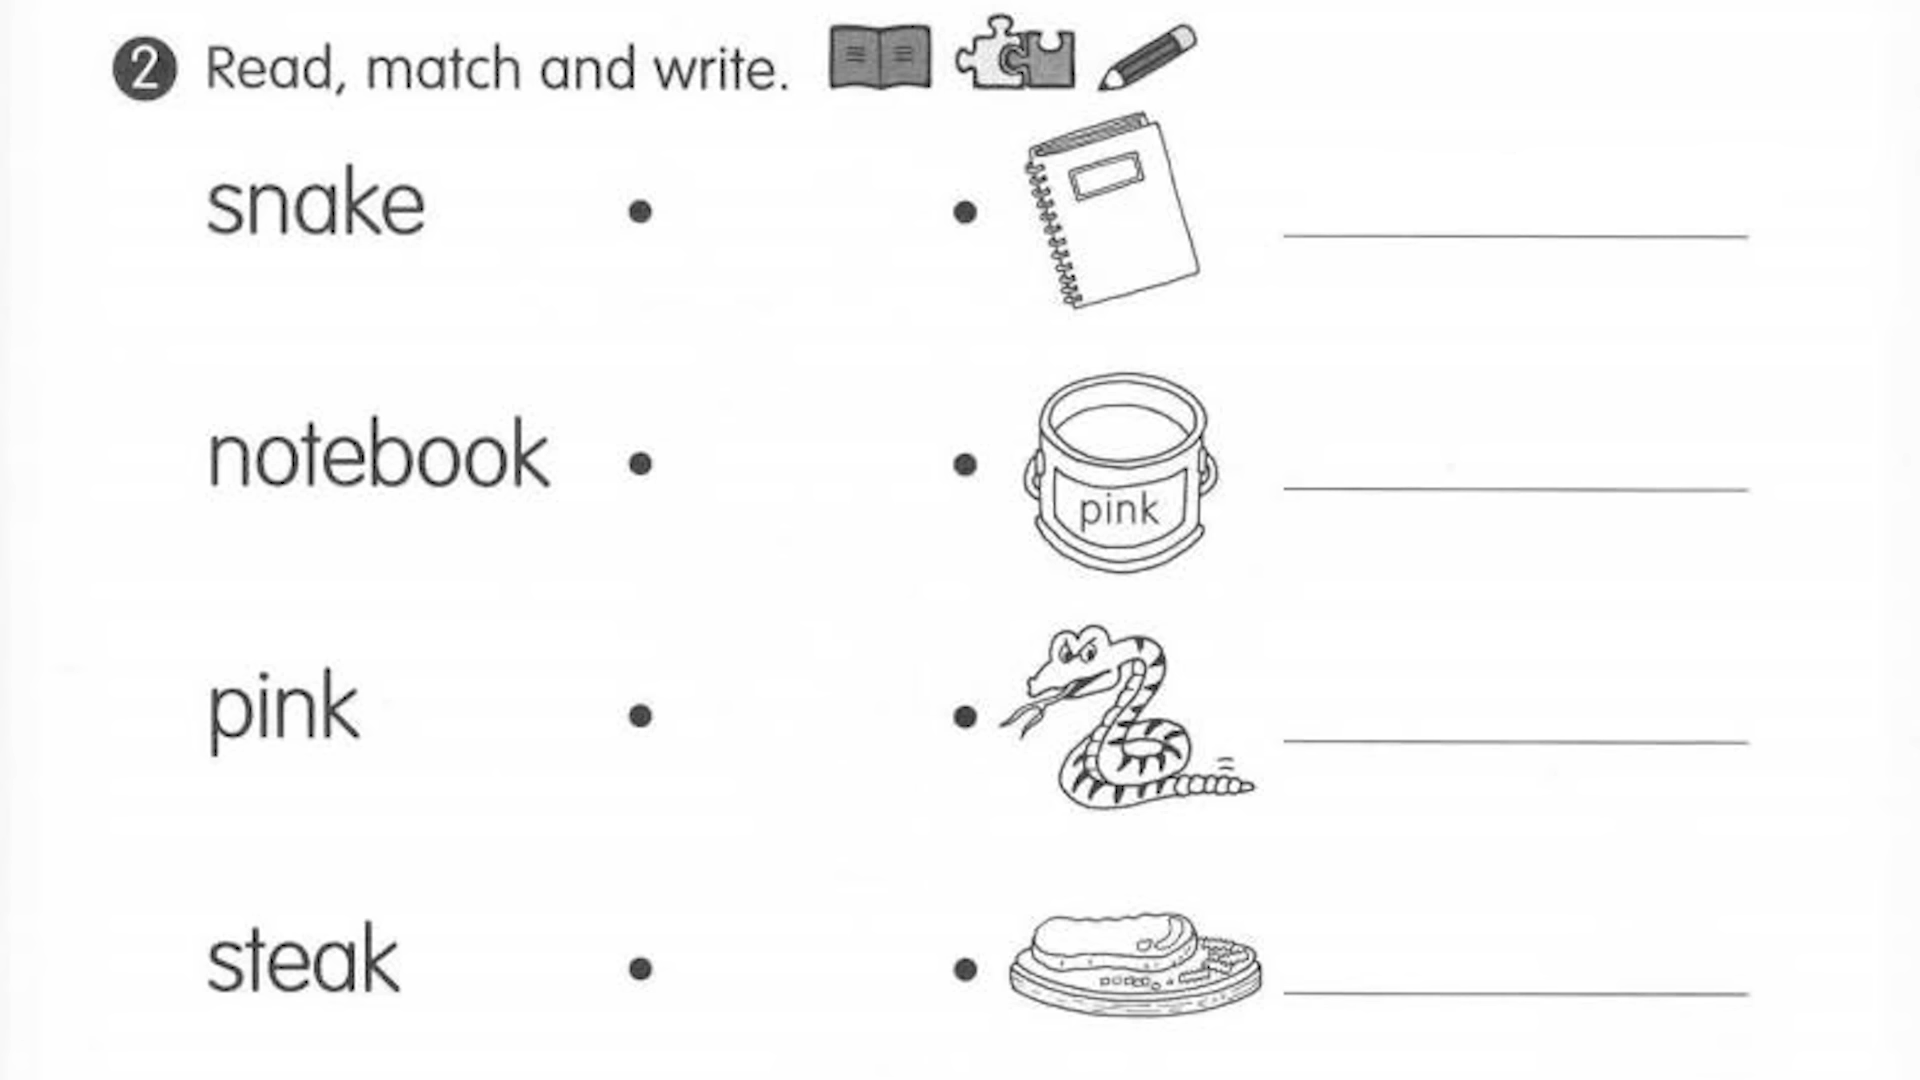 2 Read, match and write.
snake
notebook
pink
pink
steak